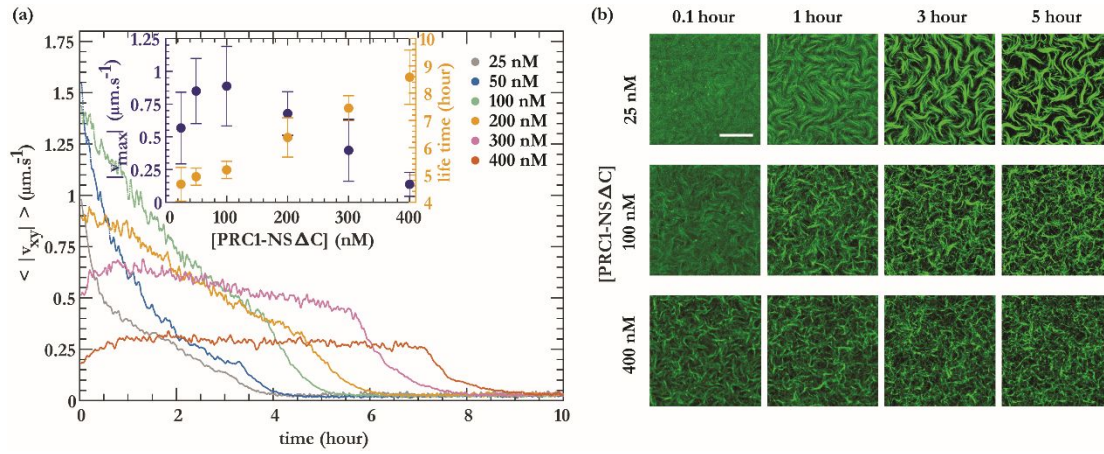 (a)
1.75
1.5
1.25
1
0.75
0.5
0.25
0
< |v_xy| > (μm.s⁻¹)
0 2 4 6 8 10
time (hour)
1.25
1
0.75
0.5
0.25
0
|v_max| (μm.s⁻¹)
10
9
8
7
6
5
4
life time (hour)
0 100 200 300 400
[PRC1-NSΔC] (nM)
25 nM
50 nM
100 nM
200 nM
300 nM
400 nM
(b)
0.1 hour 1 hour 3 hour 5 hour
[PRC1-NSΔC]
25 nM
100 nM
400 nM